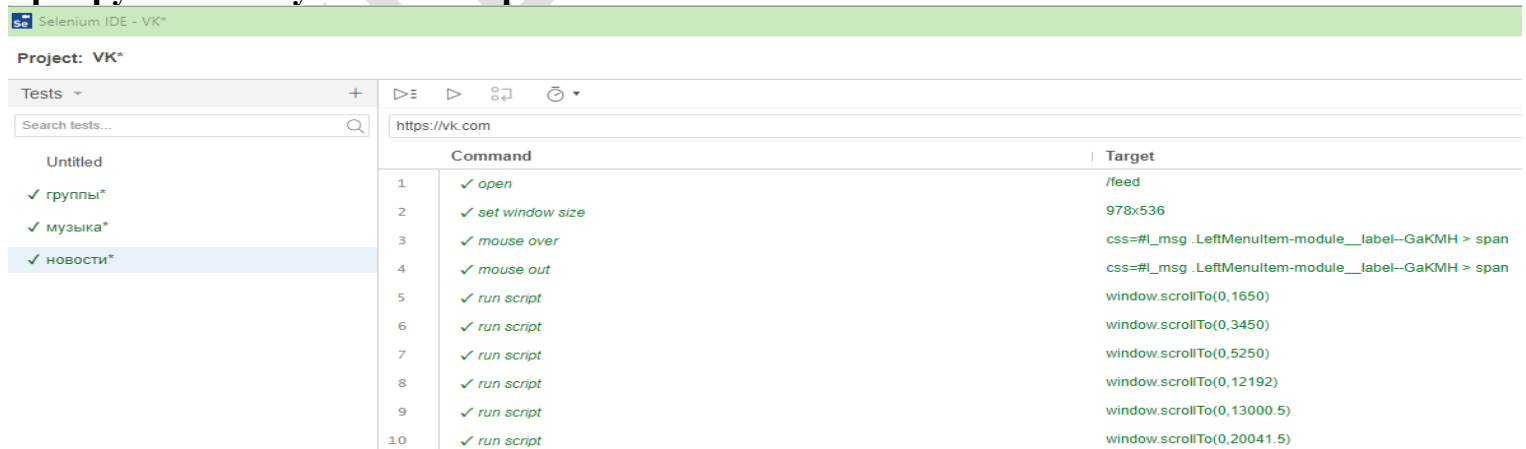 Selenium IDE - VK*
Project: VK*
Tests
Search tests...
https://vk.com
Untitled
✓ группы*
✓ музыка*
✓ новости*
Command Target
1 ✓ open /feed
2 ✓ set window size 978x536
3 ✓ mouse over css=#l_msg .LeftMenuItem-module__label--GaKMH > span
4 ✓ mouse out css=#l_msg .LeftMenuItem-module__label--GaKMH > span
5 ✓ run script window.scrollTo(0,1650)
6 ✓ run script window.scrollTo(0,3450)
7 ✓ run script window.scrollTo(0,5250)
8 ✓ run script window.scrollTo(0,12192)
9 ✓ run script window.scrollTo(0,13000.5)
10 ✓ run script window.scrollTo(0,20041.5)